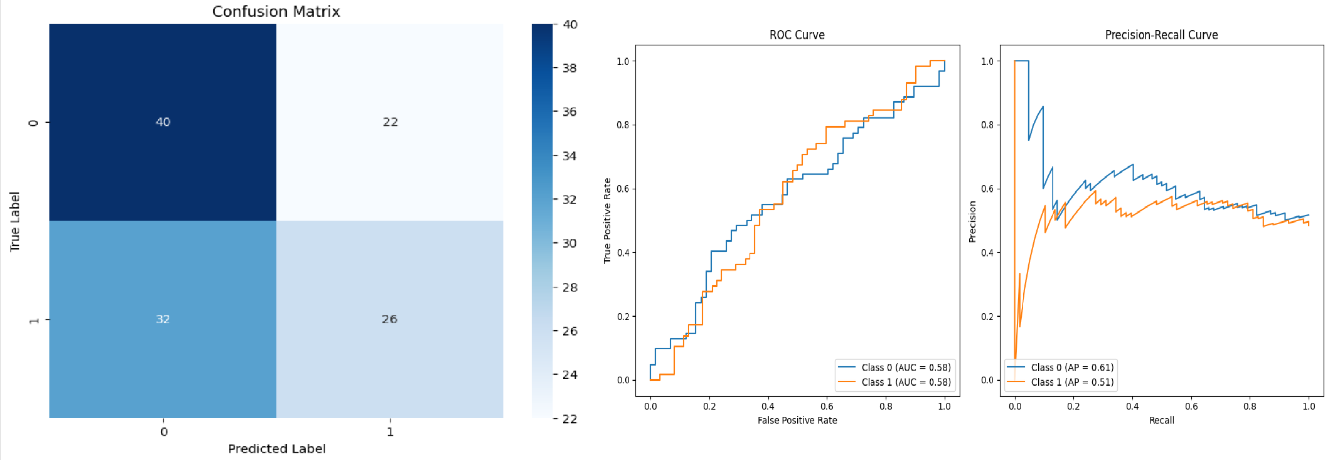 Confusion Matrix
True Label
0
1
40
22
32
26
0
1
Predicted Label
40
38
36
34
32
30
28
26
24
22
ROC Curve
True Positive Rate
1.0
0.8
0.6
0.4
0.2
0.0
Class 0 (AUC = 0.58)
Class 1 (AUC = 0.58)
0.0 0.2 0.4 0.6 0.8 1.0
False Positive Rate
Precision-Recall Curve
Precision
1.0
0.8
0.6
0.4
0.2
0.0
Class 0 (AP = 0.61)
Class 1 (AP = 0.51)
0.0 0.2 0.4 0.6 0.8 1.0
Recall